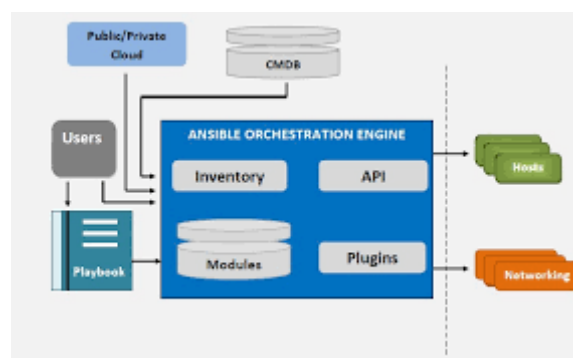 Public/Private
Cloud
CMDB
Users
ANSIBLE ORCHESTRATION ENGINE
Inventory
API
Hosts
Playbook
Modules
Plugins
Networking